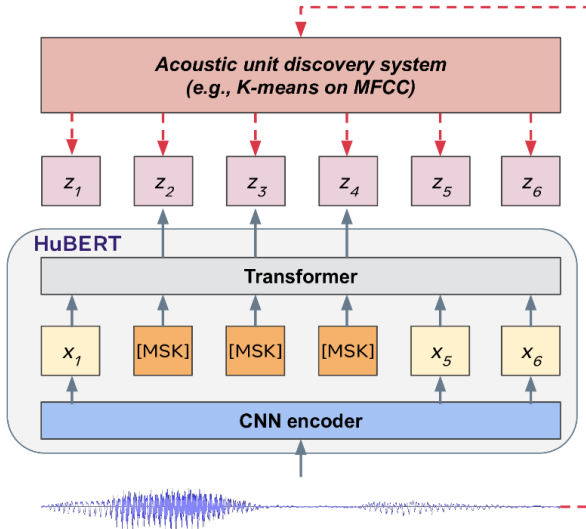 Acoustic unit discovery system
(e.g., K-means on MFCC)
z1 z2 z3 z4 z5 z6
HuBERT
Transformer
x1 [MSK] [MSK] [MSK] x5 x6
CNN encoder